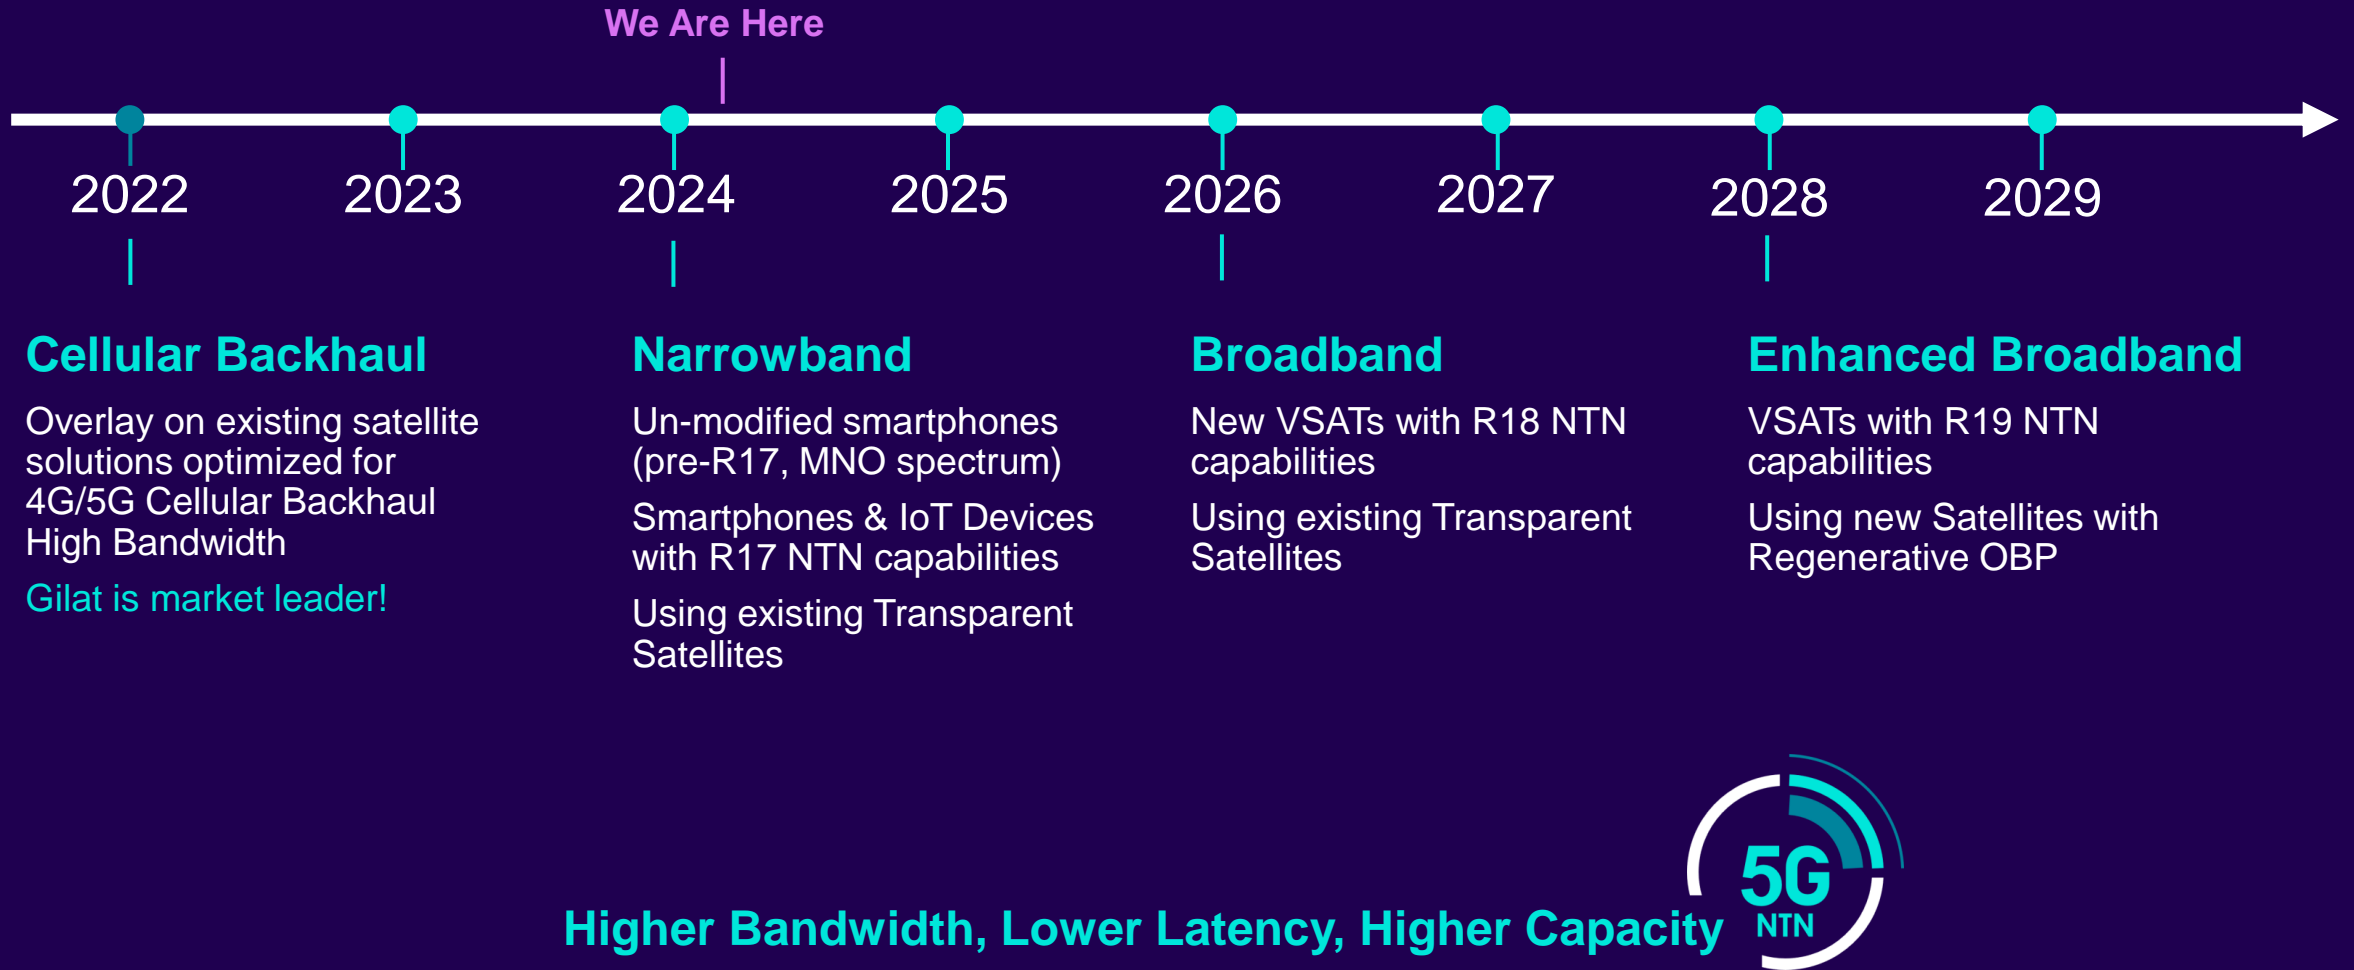 We Are Here
2022
2023
2024
2025
2026
2027
2028
2029
Cellular Backhaul
Overlay on existing satellite
solutions optimized for
4G/5G Cellular Backhaul
High Bandwidth
Gilat is market leader!
Narrowband
Un-modified smartphones
(pre-R17, MNO spectrum)
Smartphones & IoT Devices
with R17 NTN capabilities
Using existing Transparent
Satellites
Broadband
New VSATs with R18 NTN
capabilities
Using existing Transparent
Satellites
Enhanced Broadband
VSATs with R19 NTN
capabilities
Using new Satellites with
Regenerative OBP
Higher Bandwidth, Lower Latency, Higher Capacity
5G
NTN